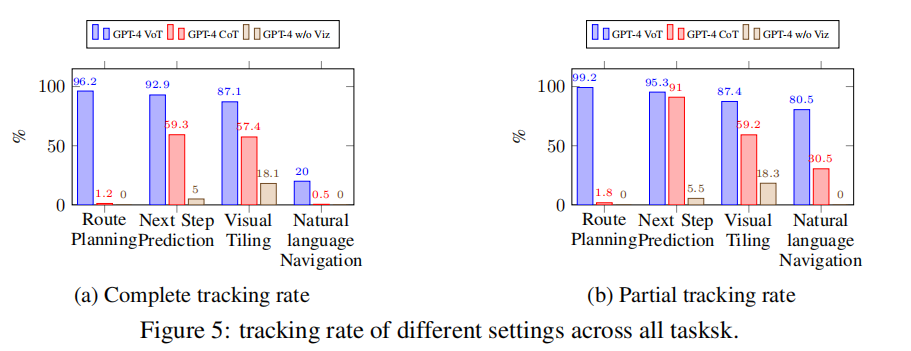 GPT-4 VoT GPT-4 CoT GPT-4 w/o Viz
100
50
0
%
96.2
1.2
0
92.9
59.3
5
87.1
57.4
18.1
20
0.5
0
Route
Planning
Next Step
Prediction
Visual
Tiling
Natural
language
Navigation
(a) Complete tracking rate
GPT-4 VoT GPT-4 CoT GPT-4 w/o Viz
100
50
0
%
99.2
1.8
0
95.3
91
5.5
87.4
59.2
18.3
80.5
30.5
0
Route
Planning
Next Step
Prediction
Visual
Tiling
Natural
language
Navigation
(b) Partial tracking rate
Figure 5: tracking rate of different settings across all tasksk.